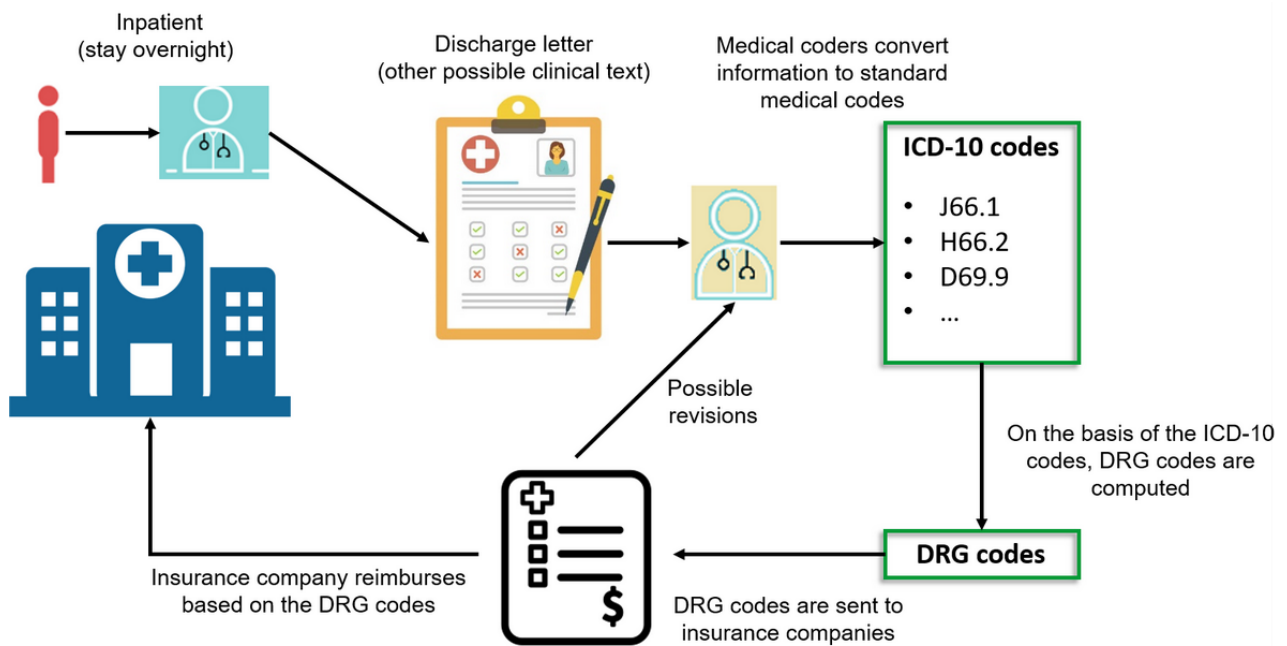 Inpatient
(stay overnight)
Discharge letter
(other possible clinical text)
Medical coders convert
information to standard
medical codes
ICD-10 codes
• J66.1
• H66.2
• D69.9
• ...
Possible
revisions
On the basis of the ICD-10
codes, DRG codes are
computed
DRG codes
Insurance company reimburses
based on the DRG codes
$
DRG codes are sent to
insurance companies